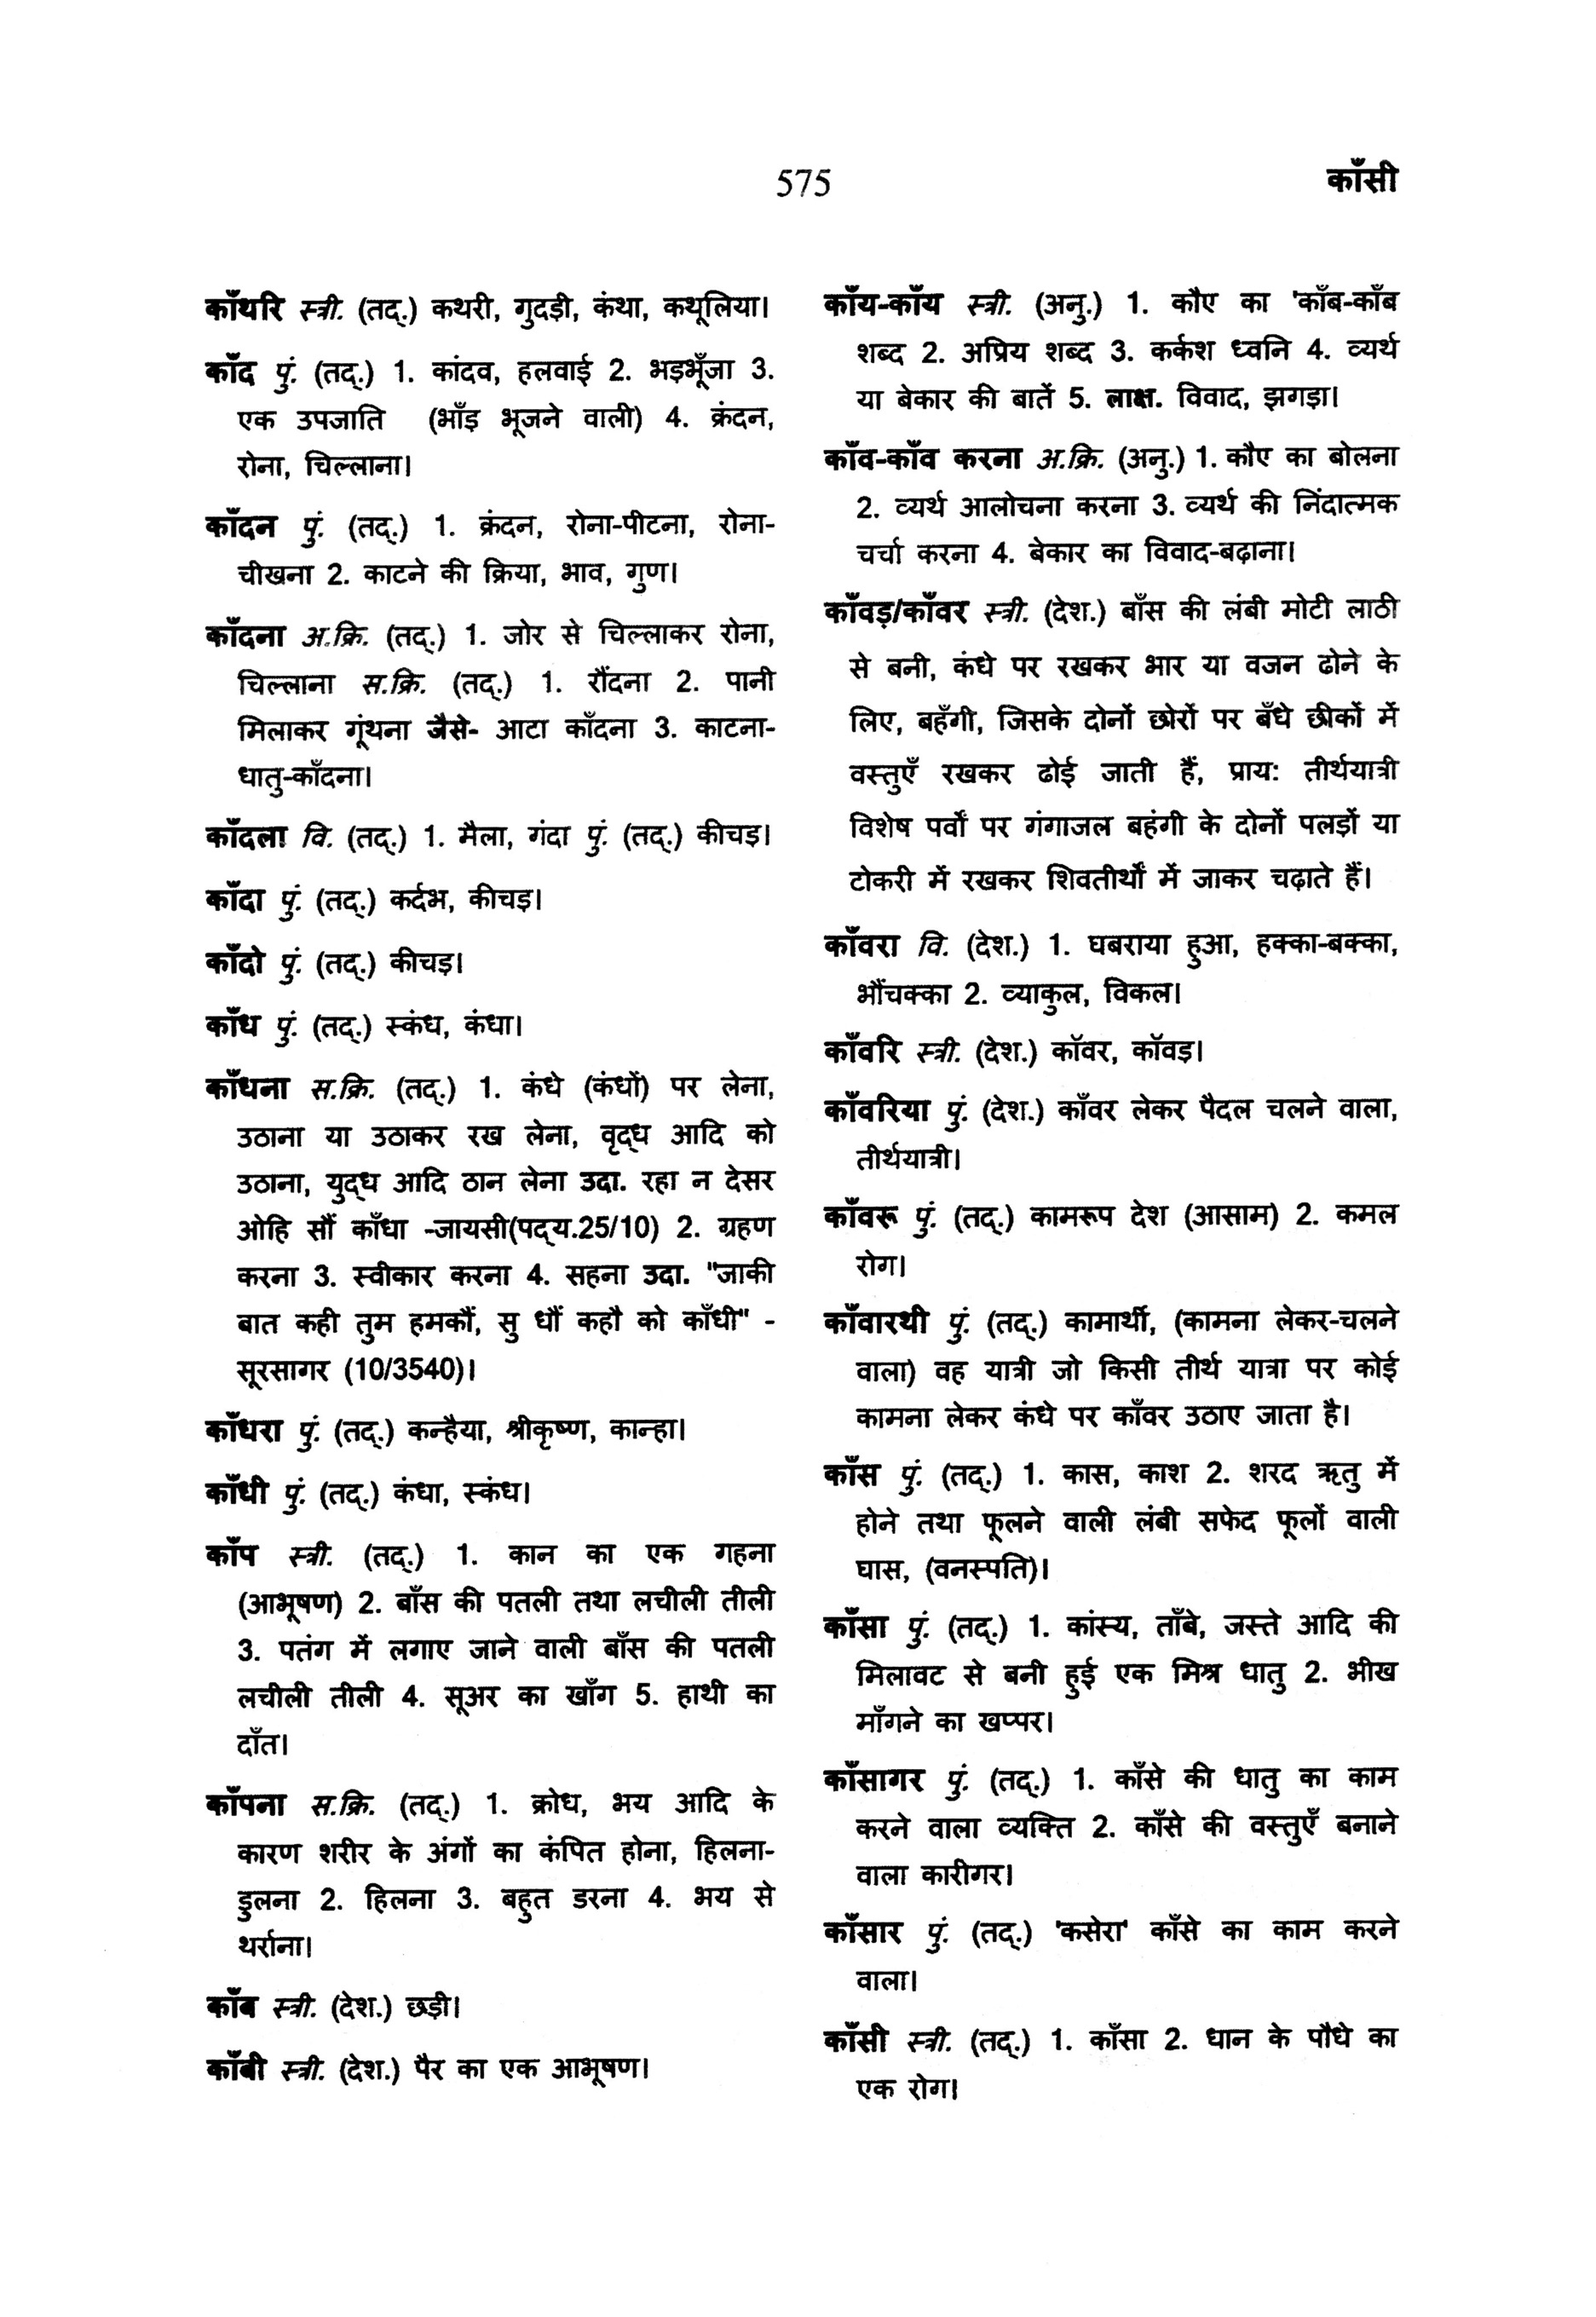 575
काँसी
काँथरि स्त्री. (तद्.) कथरी, गुदड़ी, कंथा, कथूलिया।
काँद पुं. (तद्.) 1. कांदव, हलवाई 2. भड़भूँजा 3.
एक उपजाति (भाँड़ भूजने वाली) 4. क्रंदन,
रोना, चिल्लाना।
काँदन पुं. (तद्.) 1. क्रंदन, रोना-पीटना, रोना-
चीखना 2. काटने की क्रिया, भाव, गुण।
काँदना अ.क्रि. (तद्.) 1. जोर से चिल्लाकर रोना,
चिल्लाना स.क्रि. (तद्.) 1. रौंदना 2. पानी
मिलाकर गूंथना जैसे- आटा काँदना 3. काटना-
धातु-काँदना।
काँदला वि. (तद्.) 1. मैला, गंदा पुं. (तद्.) कीचड़।
काँदा पुं. (तद्.) कर्दभ, कीचड़।
काँदो पुं. (तद्.) कीचड़।
काँध पुं. (तद्.) स्कंध, कंधा।
काँधना स.क्रि. (तद्.) 1. कंधे (कंधों) पर लेना,
उठाना या उठाकर रख लेना, वृद्ध आदि को
उठाना, युद्ध आदि ठान लेना उदा. रहा न देसर
ओहि सौं काँधा -जायसी(पद्य.25/10) 2. ग्रहण
करना 3. स्वीकार करना 4. सहना उदा. "जाकी
बात कही तुम हमकौं, सु धौं कहौ को काँधी" -
सूरसागर (10/3540)।
काँधरा पुं. (तद्.) कन्हैया, श्रीकृष्ण, कान्हा।
काँधी पुं. (तद्.) कंधा, स्कंध।
काँप स्त्री. (तद्.) 1. कान का एक गहना
(आभूषण) 2. बाँस की पतली तथा लचीली तीली
3. पतंग में लगाए जाने वाली बाँस की पतली
लचीली तीली 4. सूअर का खाँग 5. हाथी का
दाँत।
काँपना स.क्रि. (तद्.) 1. क्रोध, भय आदि के
कारण शरीर के अंगों का कंपित होना, हिलना-
डुलना 2. हिलना 3. बहुत डरना 4. भय से
थर्राना।
काँब स्त्री. (देश.) छड़ी।
काँबी स्त्री. (देश.) पैर का एक आभूषण।
काँय-काँय स्त्री. (अनु.) 1. कौए का 'काँब-काँब
शब्द 2. अप्रिय शब्द 3. कर्कश ध्वनि 4. व्यर्थ
या बेकार की बातें 5. लाक्ष. विवाद, झगड़ा।
काँव-काँव करना अ.क्रि. (अनु.) 1. कौए का बोलना
2. व्यर्थ आलोचना करना 3. व्यर्थ की निंदात्मक
चर्चा करना 4. बेकार का विवाद-बढ़ाना।
काँवड़/काँवर स्त्री. (देश.) बाँस की लंबी मोटी लाठी
से बनी, कंधे पर रखकर भार या वजन ढोने के
लिए, बहँगी, जिसके दोनों छोरों पर बँधे छीकों में
वस्तुएँ रखकर ढोई जाती हैं, प्राय: तीर्थयात्री
विशेष पर्वों पर गंगाजल बहंगी के दोनों पलड़ों या
टोकरी में रखकर शिवतीर्थों में जाकर चढ़ाते हैं।
काँवरा वि. (देश.) 1. घबराया हुआ, हक्का-बक्का,
भौंचक्का 2. व्याकुल, विकल।
काँवरि स्त्री. (देश.) कॉवर, कॉवड़।
काँवरिया पुं. (देश.) काँवर लेकर पैदल चलने वाला,
तीर्थयात्री।
काँवरू पुं. (तद्.) कामरूप देश (आसाम) 2. कमल
रोग।
काँवारथी पुं. (तद्.) कामार्थी, (कामना लेकर-चलने
वाला) वह यात्री जो किसी तीर्थ यात्रा पर कोई
कामना लेकर कंधे पर काँवर उठाए जाता है।
काँस पुं. (तद्.) 1. कास, काश 2. शरद ऋतु में
होने तथा फूलने वाली लंबी सफेद फूलों वाली
घास, (वनस्पति)।
काँसा पुं. (तद्.) 1. कांस्य, ताँबे, जस्ते आदि की
मिलावट से बनी हुई एक मिश्र धातु 2. भीख
माँगने का खप्पर।
काँसागर पुं. (तद्.) 1. काँसे की धातु का काम
करने वाला व्यक्ति 2. काँसे की वस्तुएँ बनाने
वाला कारीगर।
काँसार पुं. (तद्.) 'कसेरा' काँसे का काम करने
वाला।
काँसी स्त्री. (तद्.) 1. काँसा 2. धान के पौधे का
एक रोग।